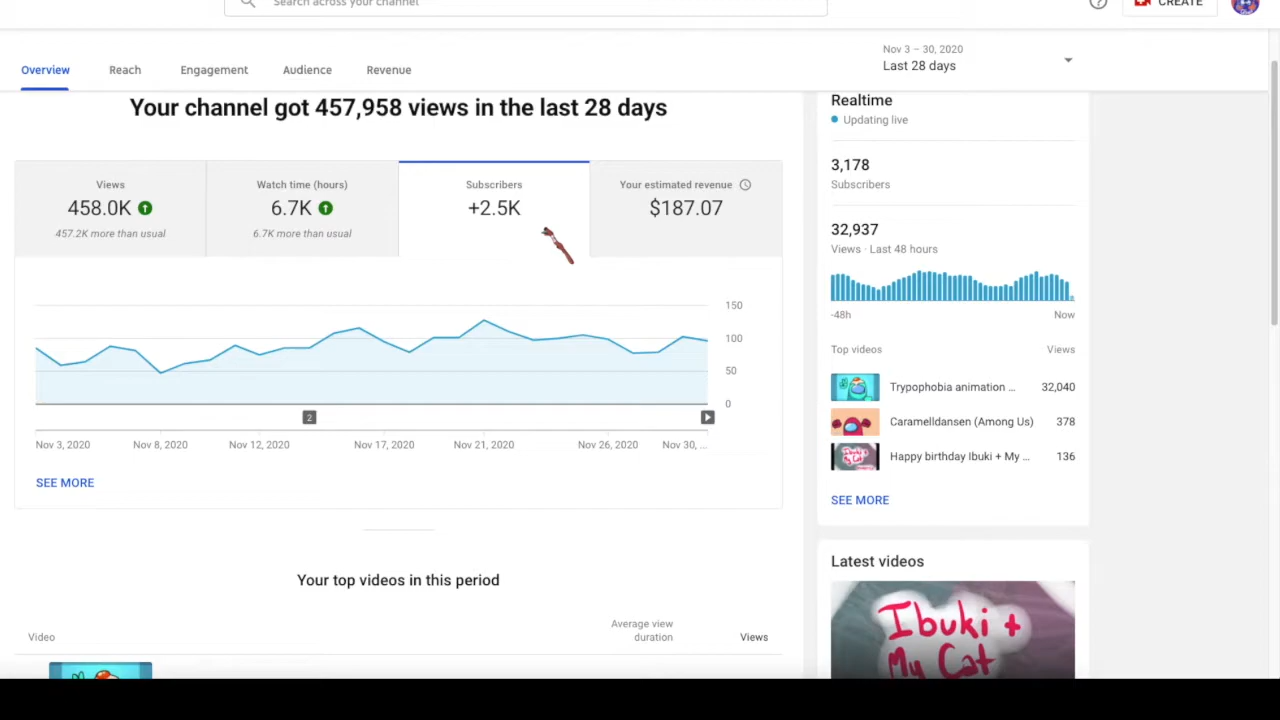 Search across your channel
CREATE
Overview
Reach
Engagement
Audience
Revenue
Nov 3 – 30, 2020
Last 28 days
Your channel got 457,958 views in the last 28 days
Views
458.0K
457.2K more than usual
Watch time (hours)
6.7K
6.7K more than usual
Subscribers
+2.5K
Your estimated revenue
$187.07
150
100
50
0
2
Nov 3, 2020
Nov 8, 2020
Nov 12, 2020
Nov 17, 2020
Nov 21, 2020
Nov 26, 2020
Nov 30, ...
SEE MORE
Your top videos in this period
Video
Average view
duration
Views
Realtime
Updating live
3,178
Subscribers
32,937
Views · Last 48 hours
-48h
Now
Top videos
Views
Trypophobia animation ...
32,040
Caramelldansen (Among Us)
378
Happy birthday Ibuki + My ...
136
SEE MORE
Latest videos
Ibuki +
My Cat